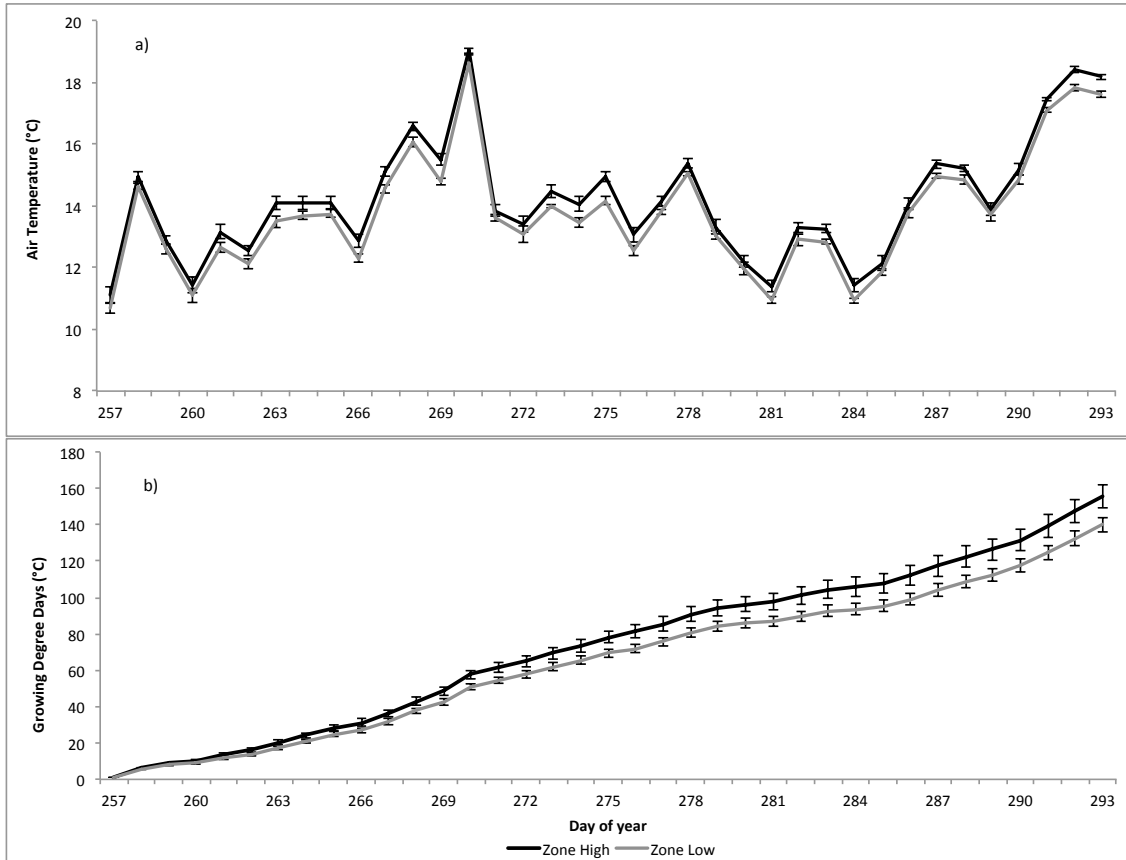 a)
Air Temperature (°C)
20
18
16
14
12
10
8
257 260 263 266 269 272 275 278 281 284 287 290 293
b)
Growing Degree Days (°C)
180
160
140
120
100
80
60
40
20
0
257 260 263 266 269 272 275 278 281 284 287 290 293
Day of year
Zone High Zone Low